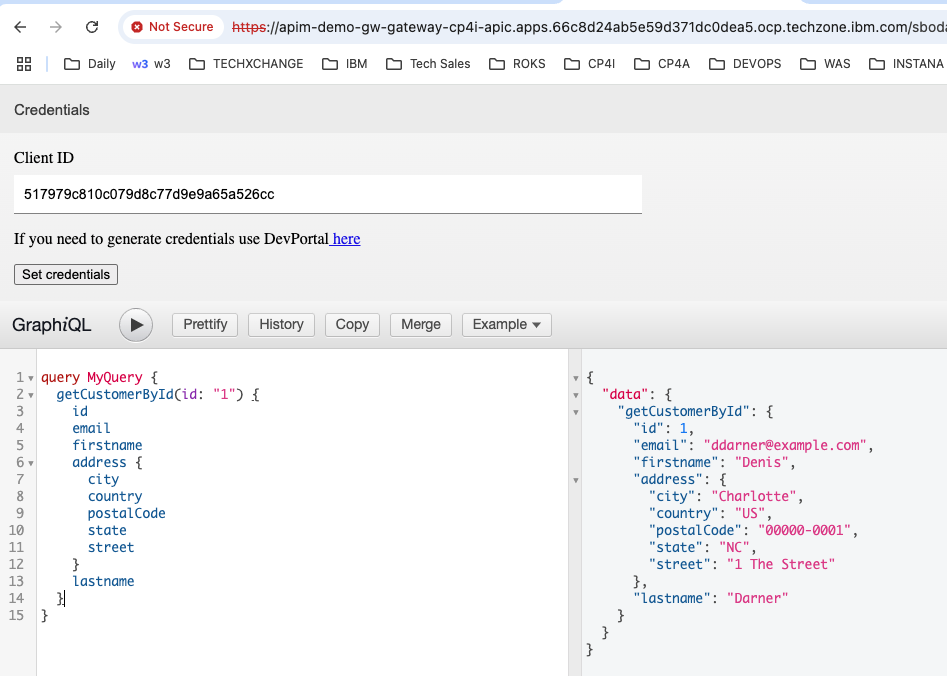 Not Secure https://apim-demo-gw-gateway-cp4i-apic.apps.66c8d24ab5e59d371dc0dea5.ocp.techzone.ibm.com/sboda
Daily w3 w3 TECHXCHANGE IBM Tech Sales ROKS CP4I CP4A DEVOPS WAS INSTANA
Credentials
Client ID
517979c810c079d8c77d9e9a65a526cc
If you need to generate credentials use DevPortal here
Set credentials
GraphiQL Prettify History Copy Merge Example
1 query MyQuery {
2 getCustomerById(id: "1") {
3 id
4 email
5 firstname
6 address {
7 city
8 country
9 postalCode
10 state
11 street
12 }
13 lastname
14 }
15 }
{
"data": {
"getCustomerById": {
"id": 1,
"email": "ddarner@example.com",
"firstname": "Denis",
"address": {
"city": "Charlotte",
"country": "US",
"postalCode": "00000-0001",
"state": "NC",
"street": "1 The Street"
},
"lastname": "Darner"
}
}
}